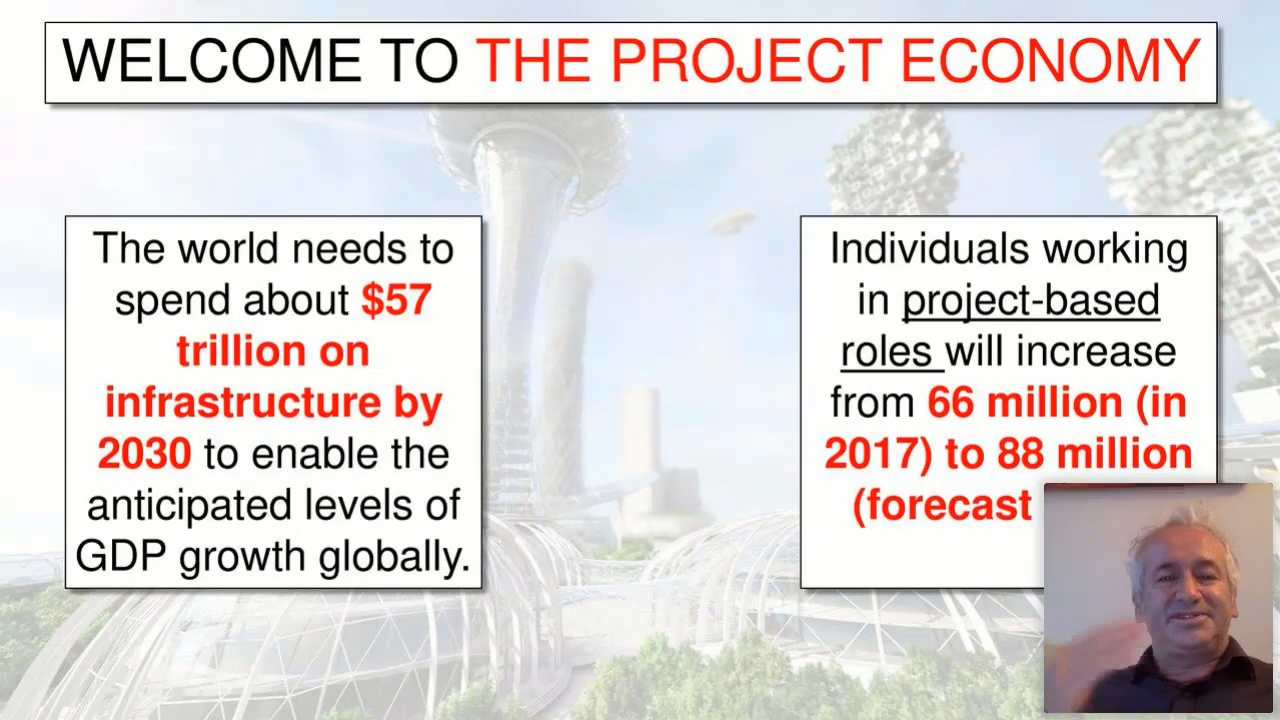 WELCOME TO THE PROJECT ECONOMY
The world needs to
spend about $57
trillion on
infrastructure by
2030 to enable the
anticipated levels of
GDP growth globally.
Individuals working
in project-based
roles will increase
from 66 million (in
2017) to 88 million
(forecast